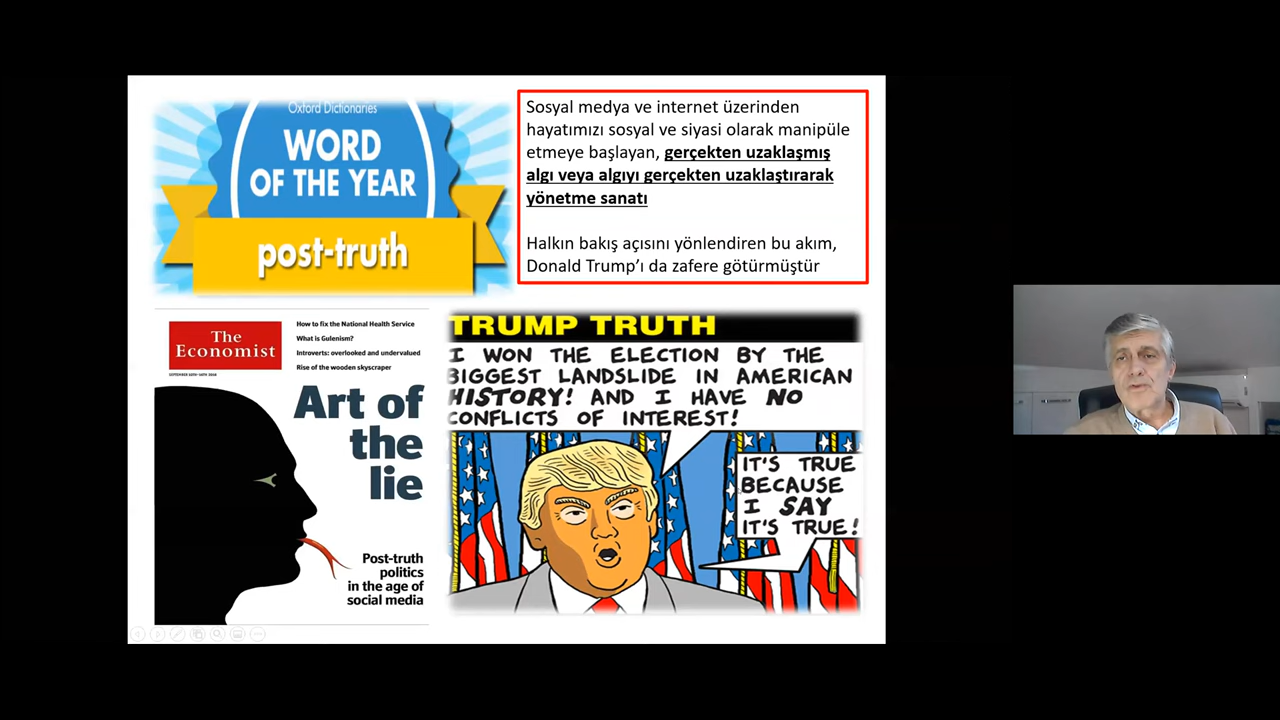 Oxford Dictionaries
WORD
OF THE YEAR
post-truth
Sosyal medya ve internet üzerinden
hayatımızı sosyal ve siyasi olarak manipüle
etmeye başlayan, gerçekten uzaklaşmış
algı veya algıyı gerçekten uzaklaştırarak
yönetme sanatı
Halkın bakış açısını yönlendiren bu akım,
Donald Trump'ı da zafere götürmüştür
The
Economist
How to fix the National Health Service
What is Gulenism?
Introverts: overlooked and undervalued
Rise of the wooden skyscraper
Art of
the
lie
Post-truth
politics
in the age of
social media
TRUMP TRUTH
I WON THE ELECTION BY THE
BIGGEST LANDSLIDE IN AMERICAN
HISTORY! AND I HAVE NO
CONFLICTS OF INTEREST!
IT'S TRUE
BECAUSE
I SAY
IT'S TRUE!